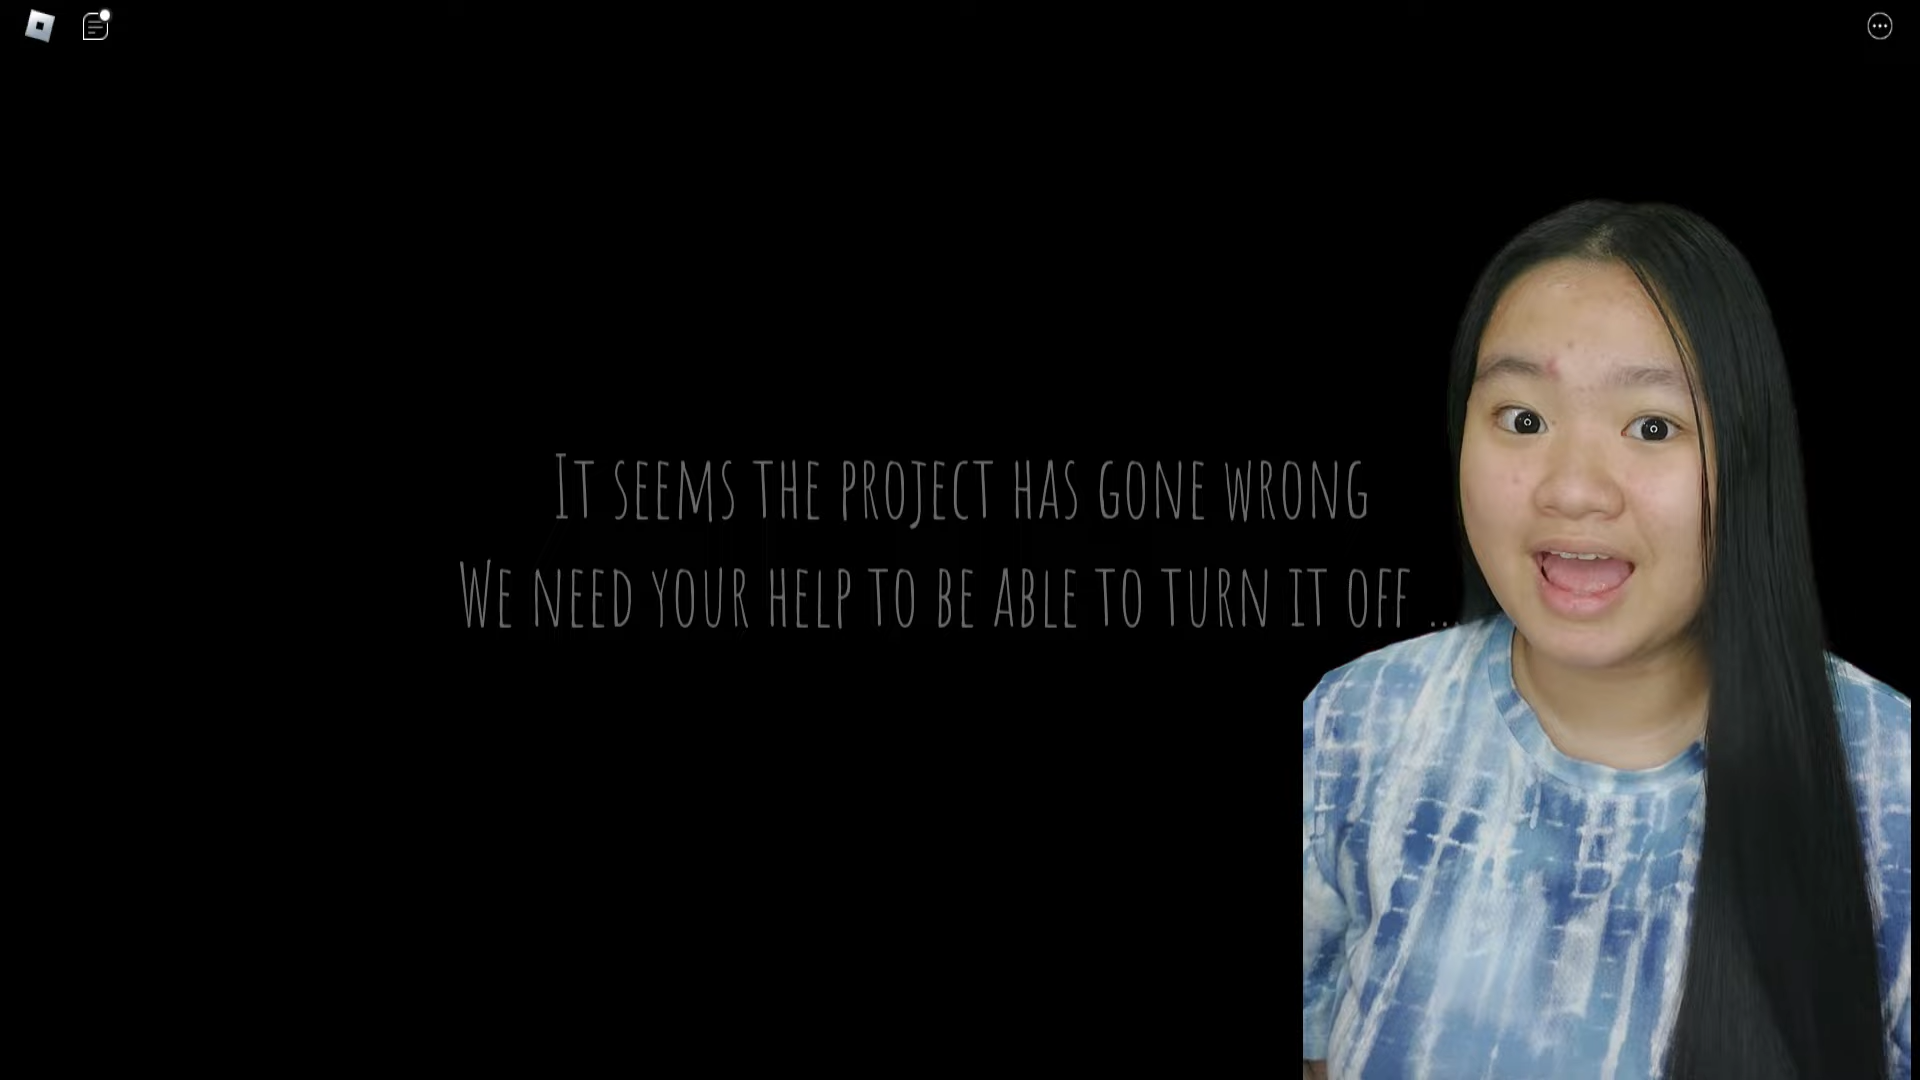 It seems the project has gone wrong
We need your help to be able to turn it off ...